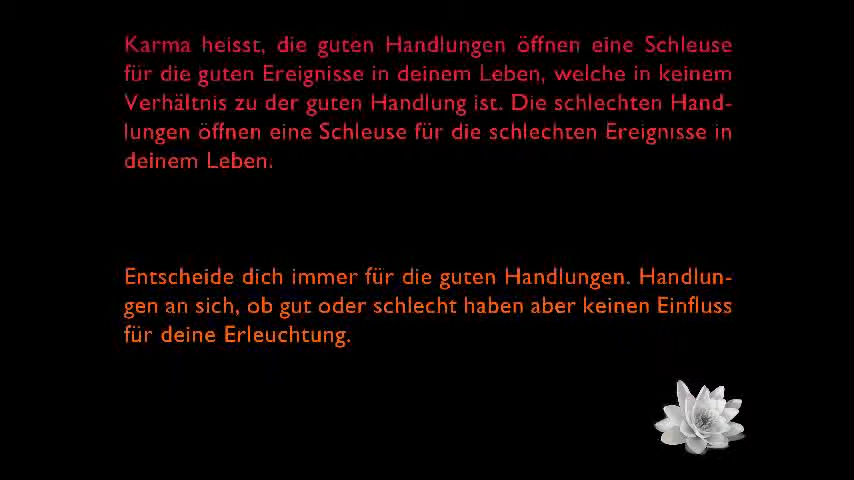 Karma heisst, die guten Handlungen öffnen eine Schleuse
für die guten Ereignisse in deinem Leben, welche in keinem
Verhältnis zu der guten Handlung ist. Die schlechten Hand-
lungen öffnen eine Schleuse für die schlechten Ereignisse in
deinem Leben.
Entscheide dich immer für die guten Handlungen. Handlun-
gen an sich, ob gut oder schlecht haben aber keinen Einfluss
für deine Erleuchtung.